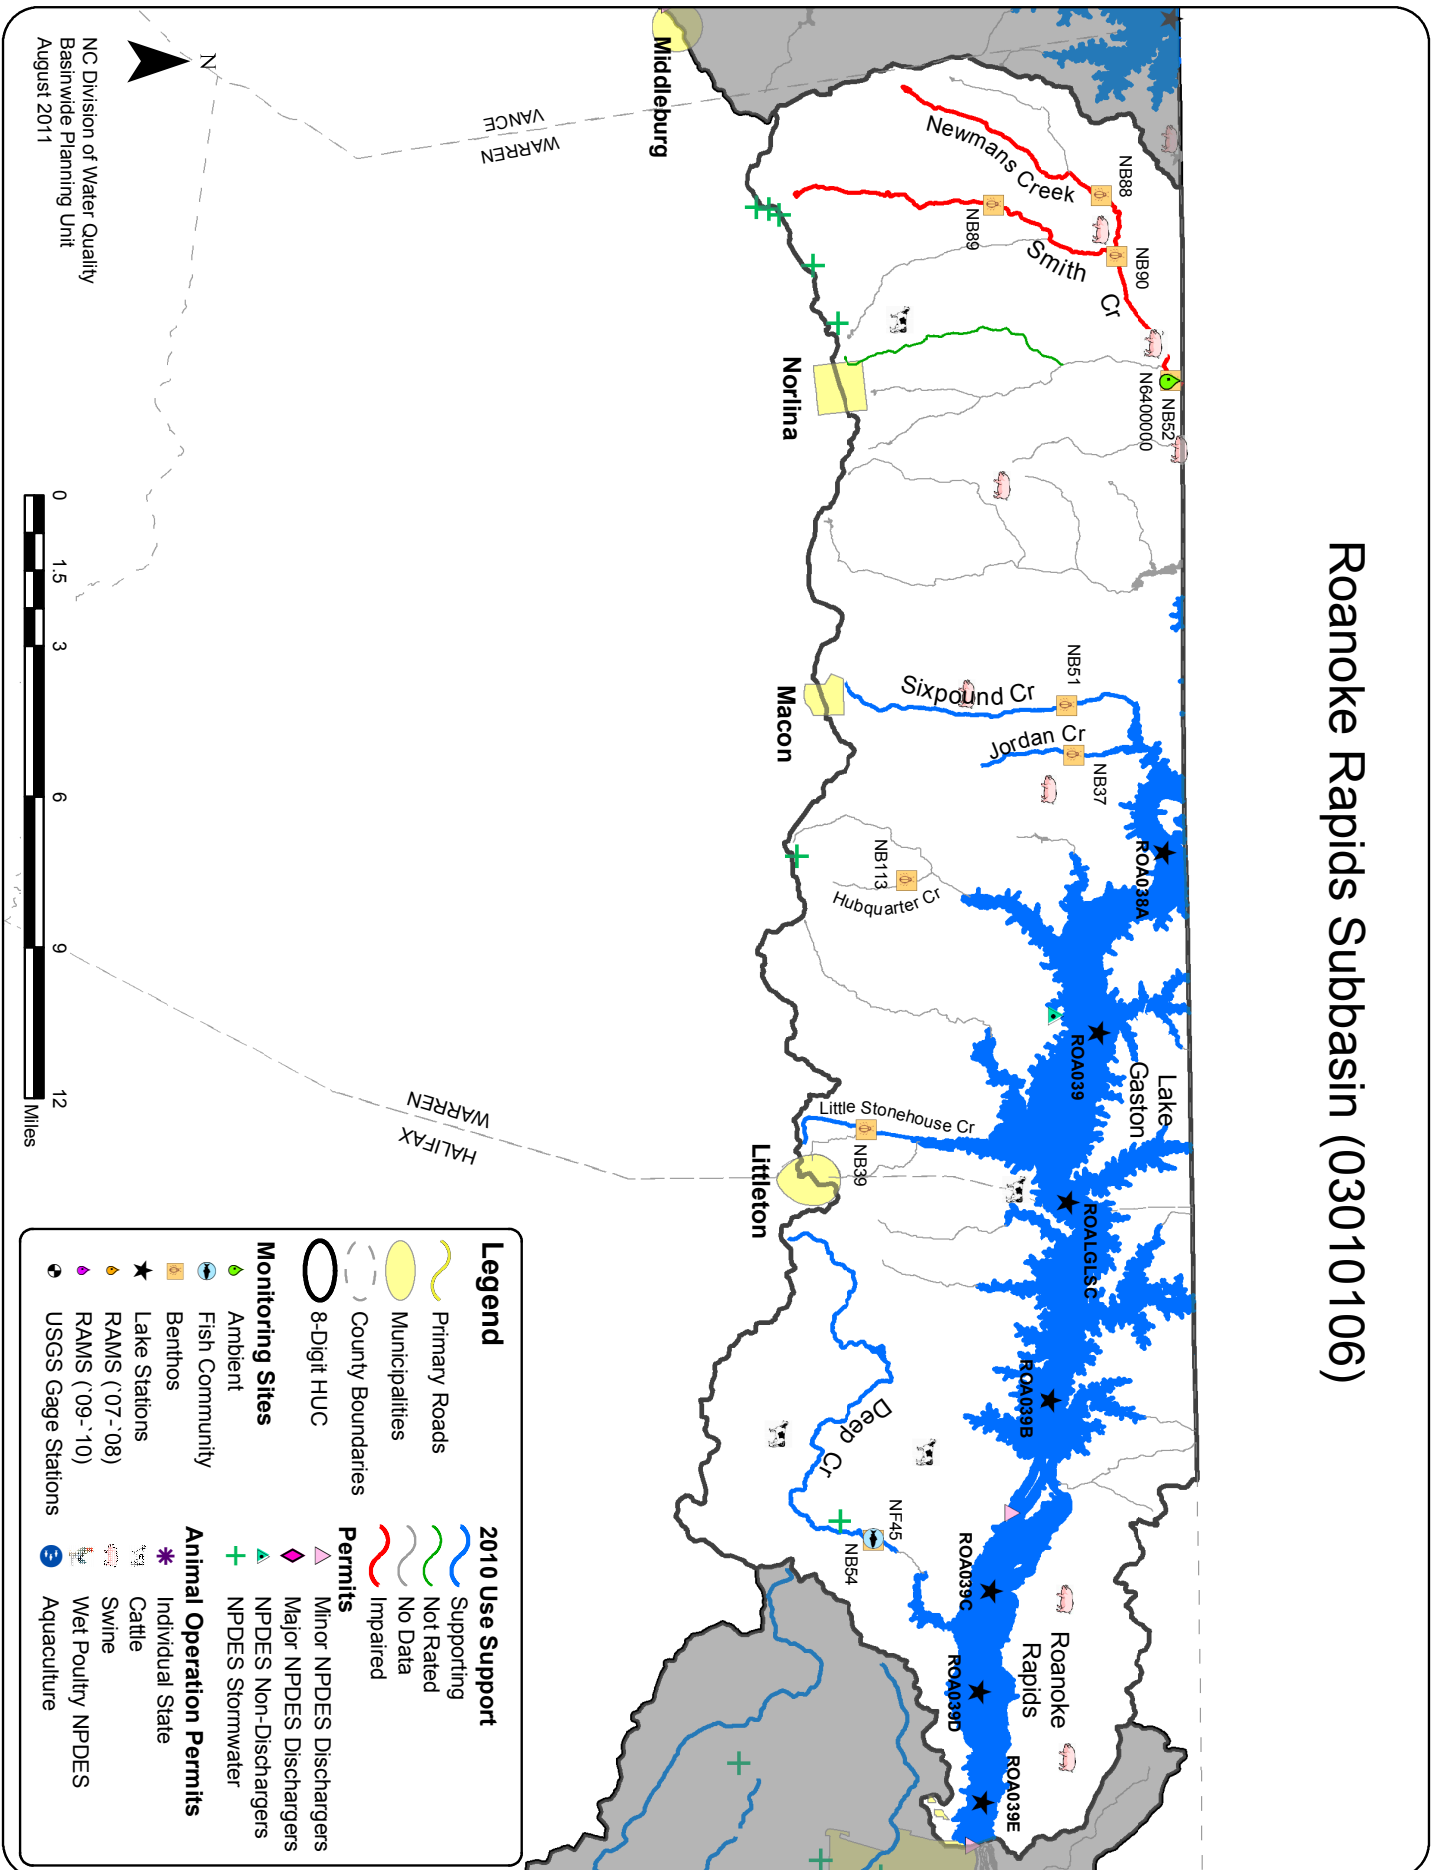 Roanoke Rapids Subbasin (03010106)
Newmans Creek
NB88
NB89
NB90
Smith
Cr
N6400000
NB52
Middleburg
VANCE
WARREN
Norlina
Sixpound Cr
NB51
Jordan Cr
NB37
Macon
ROA038A
NB113
Hubquarter Cr
ROA039
Lake
Gaston
Little Stonehouse Cr
NB39
Littleton
ROALGLSC
ROA039B
WARREN
HALIFAX
Deep Cr
NF45
NB54
ROA039C
Roanoke
Rapids
ROA039D
ROA039E
N
NC Division of Water Quality
Basinwide Planning Unit
August 2011
0 1.5 3 6 9 12
Miles
Legend
Primary Roads
Municipalities
County Boundaries
8-Digit HUC
Monitoring Sites
Ambient
Fish Community
Benthos
Lake Stations
RAMS (`07-`08)
RAMS (`09-`10)
USGS Gage Stations
2010 Use Support
Supporting
Not Rated
No Data
Impaired
Permits
Minor NPDES Dischargers
Major NPDES Dischargers
NPDES Non-Dischargers
NPDES Stormwater
Animal Operation Permits
Individual State
Cattle
Swine
Wet Poultry NPDES
Aquaculture